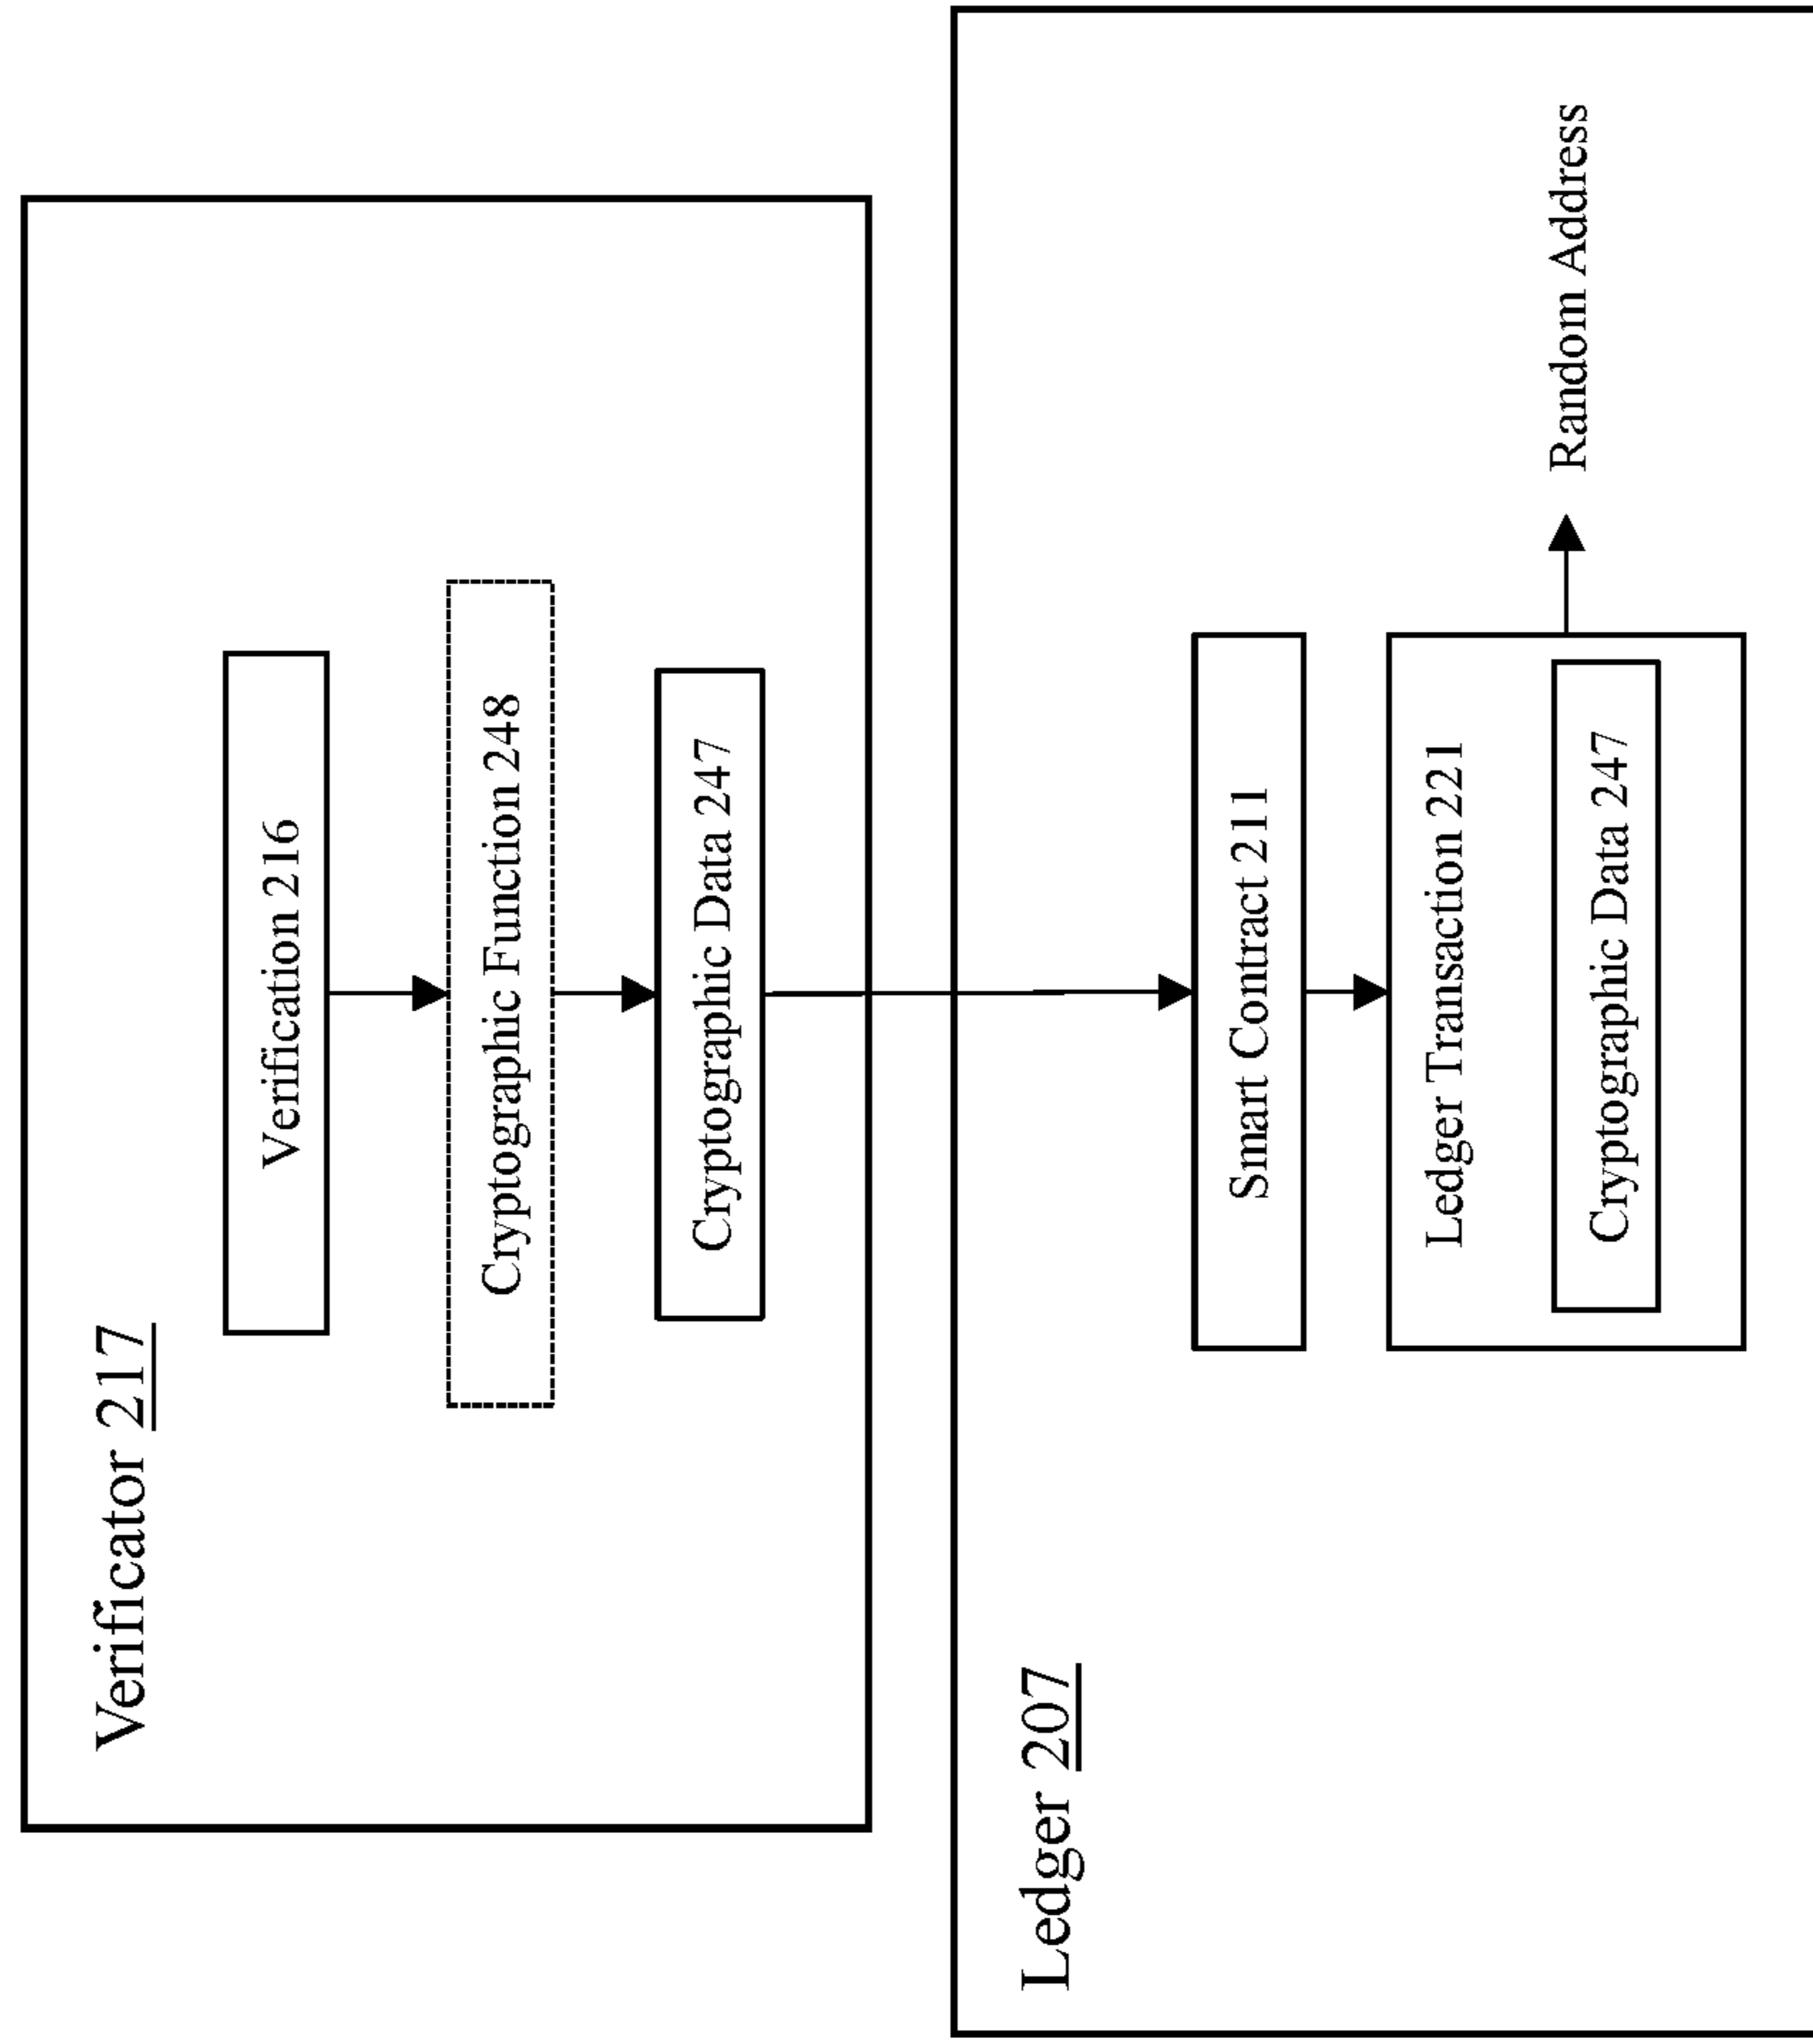 Verificator 217
Verification 216
Cryptographic Function 248
Cryptographic Data 247
Ledger 207
Smart Contract 211
Ledger Transaction 221
Cryptographic Data 247
Random Address